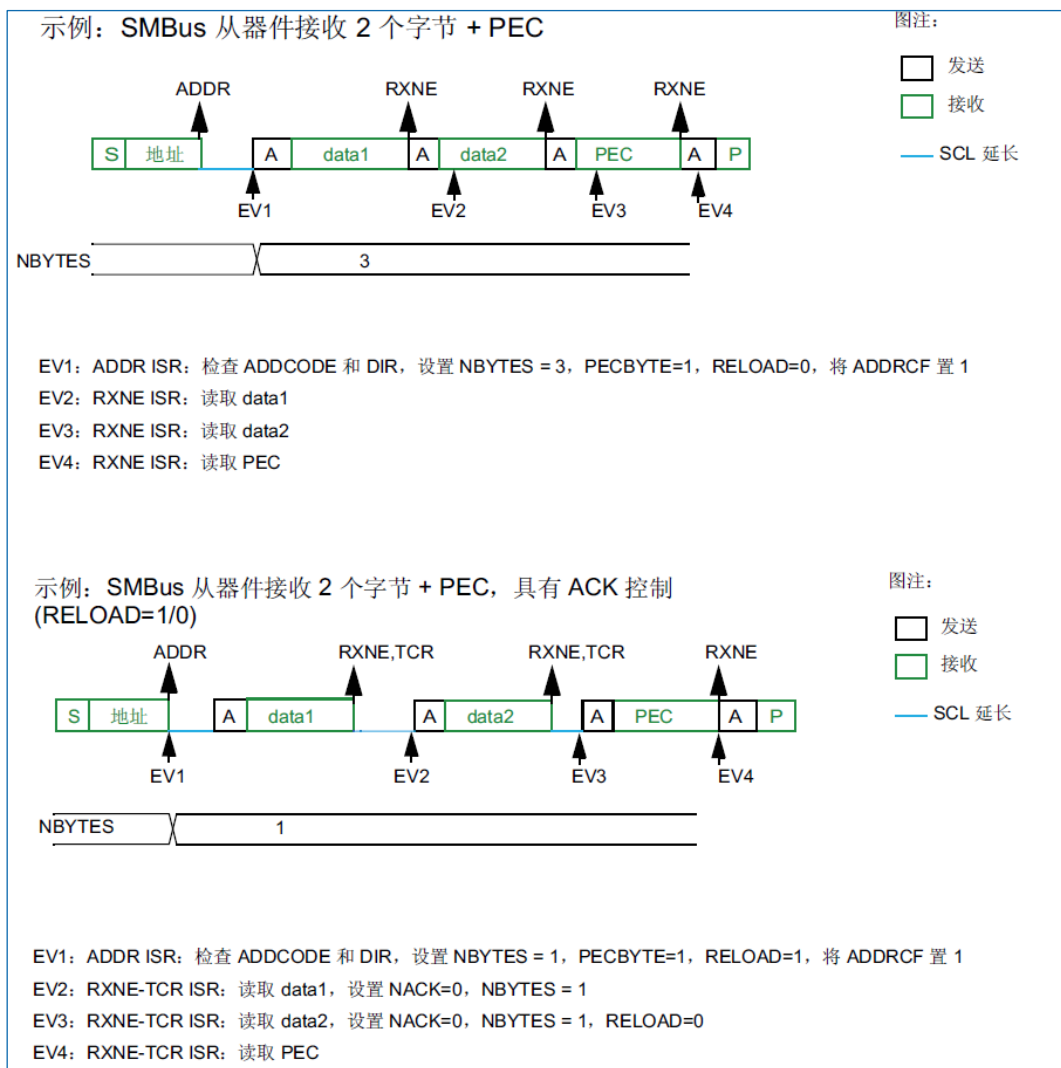 示例：SMBus 从器件接收 2 个字节 + PEC
图注：
发送
接收
SCL 延长
ADDR RXNE RXNE RXNE
S 地址 A data1 A data2 A PEC A P
EV1 EV2 EV3 EV4
NBYTES 3
EV1：ADDR ISR：检查 ADDCODE 和 DIR，设置 NBYTES = 3，PECBYTE=1，RELOAD=0，将 ADDRCF 置 1
EV2：RXNE ISR：读取 data1
EV3：RXNE ISR：读取 data2
EV4：RXNE ISR：读取 PEC
示例：SMBus 从器件接收 2 个字节 + PEC，具有 ACK 控制
(RELOAD=1/0)
图注：
发送
接收
SCL 延长
ADDR RXNE,TCR RXNE,TCR RXNE
S 地址 A data1 A data2 A PEC A P
EV1 EV2 EV3 EV4
NBYTES 1
EV1：ADDR ISR：检查 ADDCODE 和 DIR，设置 NBYTES = 1，PECBYTE=1，RELOAD=1，将 ADDRCF 置 1
EV2：RXNE-TCR ISR：读取 data1，设置 NACK=0，NBYTES = 1
EV3：RXNE-TCR ISR：读取 data2，设置 NACK=0，NBYTES = 1，RELOAD=0
EV4：RXNE-TCR ISR：读取 PEC